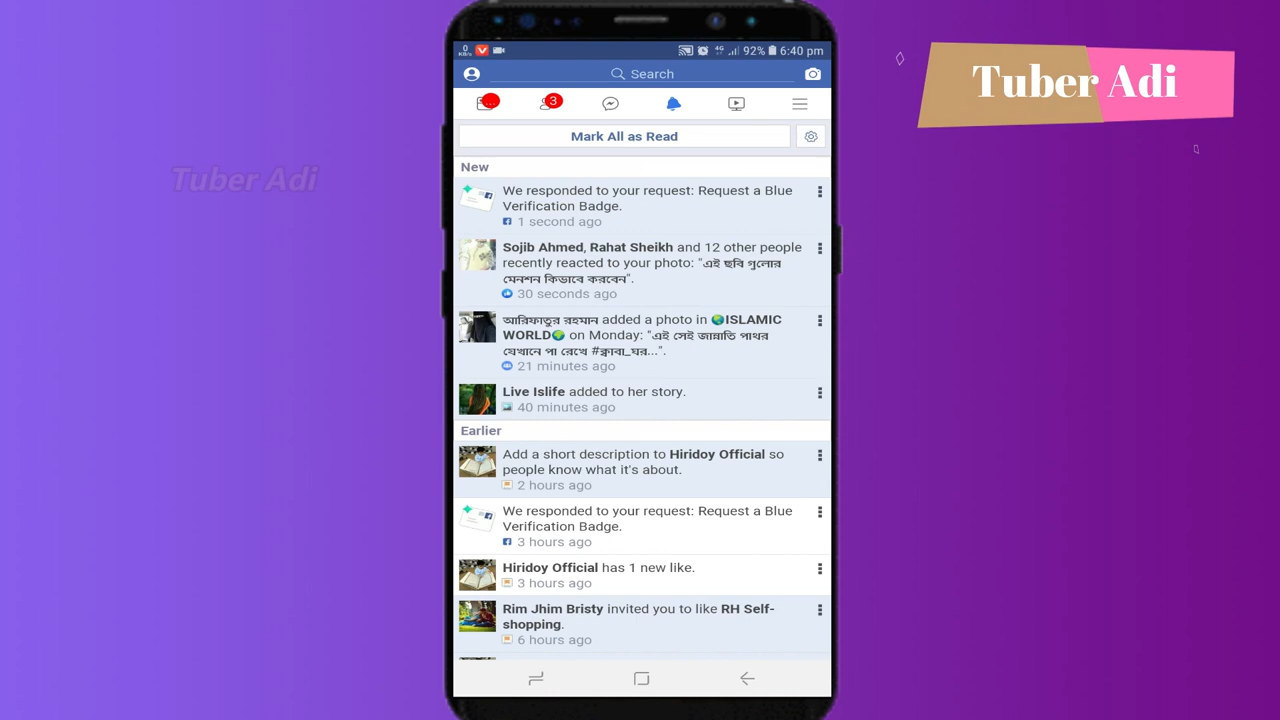 0
KB/s
4G
92%
6:40 pm
Search
Tuber Adi
3
Mark All as Read
New
Tuber Adi
We responded to your request: Request a Blue
Verification Badge.
1 second ago
Sojib Ahmed, Rahat Sheikh and 12 other people
recently reacted to your photo: "এই ছবি গুলোর
মেনশন কিভাবে করবেন".
30 seconds ago
আরিফাতুর রহমান added a photo in 🌍ISLAMIC
WORLD🌍 on Monday: "এই সেই জান্নাতি পাথর
যেখানে পা রেখে #ক্বাবা_ঘর...".
21 minutes ago
Live Islife added to her story.
40 minutes ago
Earlier
Add a short description to Hiridoy Official so
people know what it's about.
2 hours ago
We responded to your request: Request a Blue
Verification Badge.
3 hours ago
Hiridoy Official has 1 new like.
3 hours ago
Rim Jhim Bristy invited you to like RH Self-
shopping.
6 hours ago